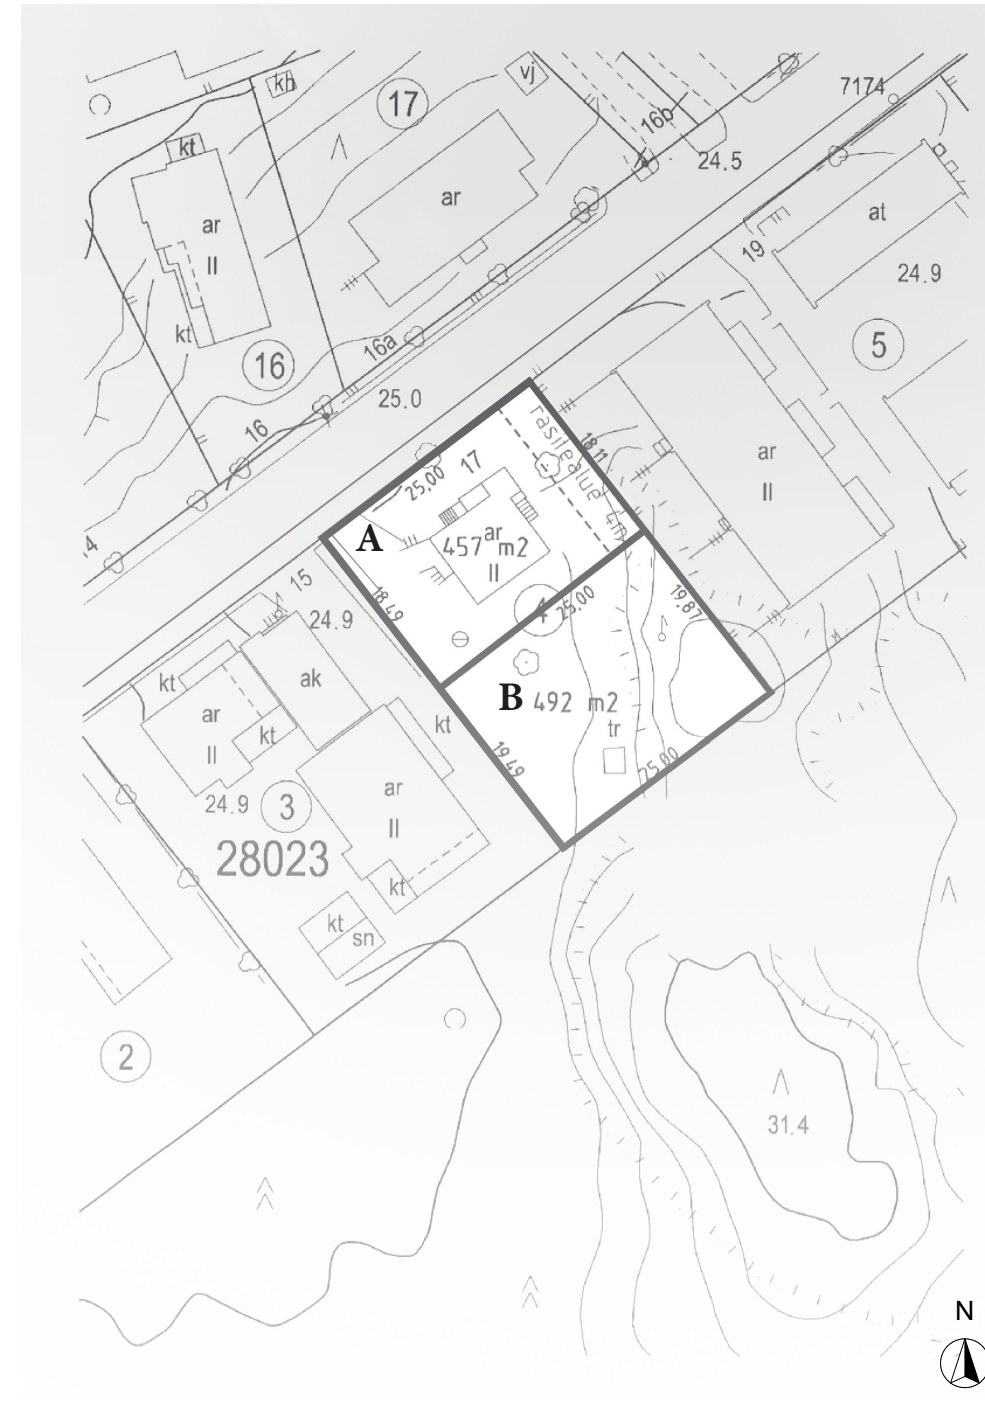 kh
17
vj
7174
kt
16b
24.5
ar
ar
II
at
19
24.9
kt
16a
5
16
25.0
16
rasitealue 4m
18.11
ar
II
17
25,00
A
ar
457 m2
II
15
18.49
24.9
4
25,00
19.87
kt
ak
ar
II
kt
B
492 m2
tr
kt
19.49
25,00
24.9
3
ar
II
28023
kt
kt
sn
2
31.4
N